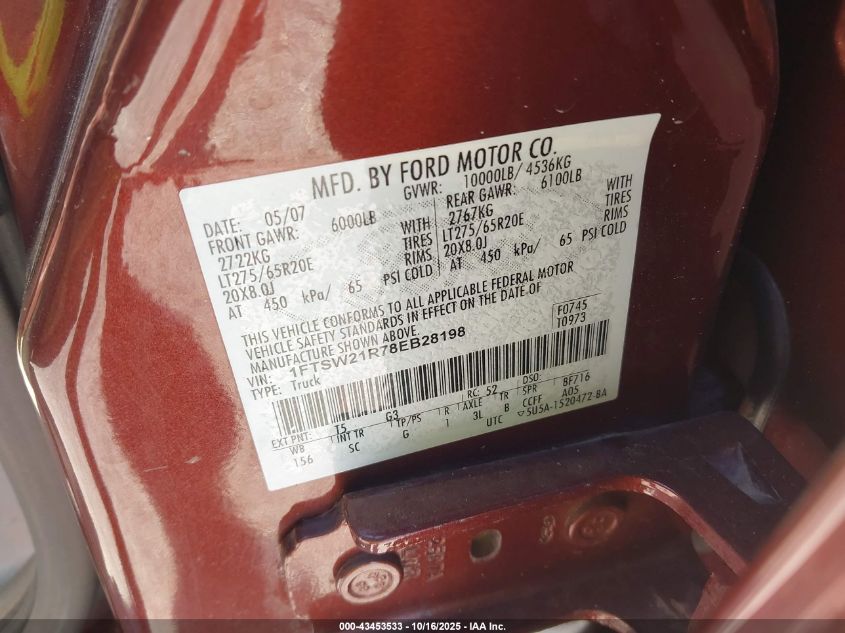 MFD. BY FORD MOTOR CO.
DATE: 05/07 GVWR: 10000LB/ 4536KG
FRONT GAWR: 6000LB REAR GAWR: 6100LB
2722KG WITH 2767KG WITH
LT275/65R20E TIRES LT275/65R20E TIRES
20X8.0J RIMS 20X8.0J RIMS
AT 450 kPa/ 65 PSI COLD AT 450 kPa/ 65 PSI COLD
THIS VEHICLE CONFORMS TO ALL APPLICABLE FEDERAL MOTOR
VEHICLE SAFETY STANDARDS IN EFFECT ON THE DATE OF
MANUFACTURE SHOWN ABOVE.
F0745
T0973
VIN: 1FTSW21R78EB28198
TYPE: Truck
EXT PNT: T5 G3 RC: 52 DSO:
WB INT TR TP/PS R AXLE TR SPR 8F716
156 SC G 1 3L B CCFF A05
UTC 5U5A-1520472-BA
000-43453533 - 10/16/2025 - IAA Inc.